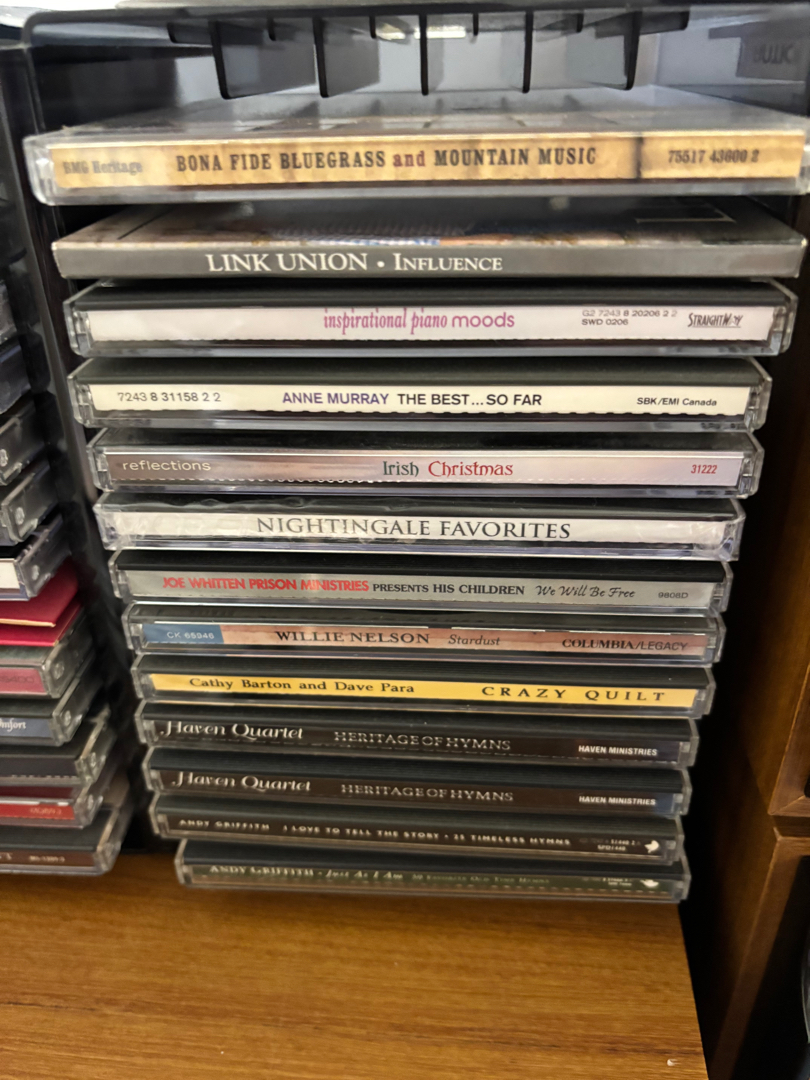 BMG Heritage BONA FIDE BLUEGRASS and MOUNTAIN MUSIC 75517 43600 2
LINK UNION • INFLUENCE
inspirational piano moods G2 7243 8 20206 2 2 SWD 0206 STRAIGHTWAY
7243 8 31158 2 2 ANNE MURRAY THE BEST...SO FAR SBK/EMI Canada
reflections Irish Christmas 31222
NIGHTINGALE FAVORITES
JOE WHITTEN PRISON MINISTRIES PRESENTS HIS CHILDREN We Will Be Free 9808D
CK 65946 WILLIE NELSON Stardust COLUMBIA/LEGACY
Cathy Barton and Dave Para CRAZY QUILT
Haven Quartet HERITAGE OF HYMNS HAVEN MINISTRIES
Haven Quartet HERITAGE OF HYMNS HAVEN MINISTRIES
ANDY GRIFFITH I LOVE TO TELL THE STORY • 25 TIMELESS HYMNS
ANDY GRIFFITH • Just As I Am 30 Favorite Old Time Hymns